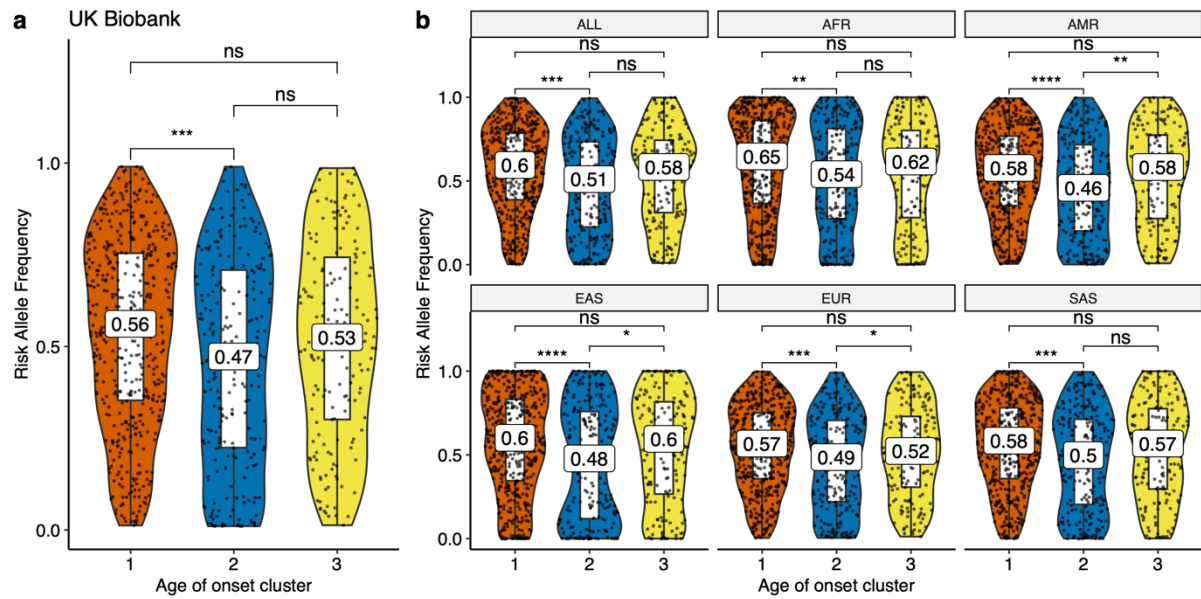 a
UK Biobank
ns
ns
***
1.0
0.5
0.0
Risk Allele Frequency
0.56
0.47
0.53
1
2
3
Age of onset cluster
b
ALL
AFR
AMR
ns
ns
ns
***
ns
**
ns
****
**
1.0
0.5
0.0
Risk Allele Frequency
0.6
0.51
0.58
0.65
0.54
0.62
0.58
0.46
0.58
EAS
EUR
SAS
ns
ns
ns
****
*
***
*
***
ns
1.0
0.5
0.0
0.6
0.48
0.6
0.57
0.49
0.52
0.58
0.5
0.57
1 2 3
1 2 3
1 2 3
Age of onset cluster